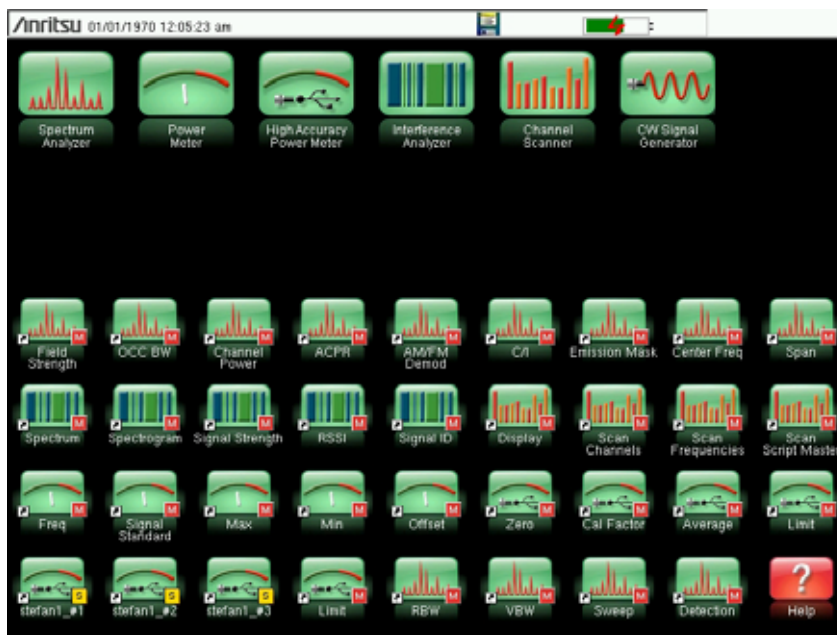 Anritsu 01/01/1970 12:05:23 am
Spectrum Analyzer
Power Meter
High Accuracy Power Meter
Interference Analyzer
Channel Scanner
CW Signal Generator
Field Strength
M
OCC BW
M
Channel Power
M
ACPR
M
AM/FM Demod
M
C/I
M
Emission Mask
M
Center Freq
M
Span
M
Spectrum
M
Spectrogram
M
Signal Strength
M
RSSI
M
Signal ID
M
Display
M
Scan Channels
M
Scan Frequencies
M
Scan Script Maste
M
Freq
M
Signal Standard
M
Max
M
Min
M
Offset
M
Zero
M
Cal Factor
M
Average
M
Limit
M
stefan1_#1
S
stefan1_#2
S
stefan1_#3
S
Limit
M
RBW
M
VBW
M
Sweep
M
Detection
M
?
Help